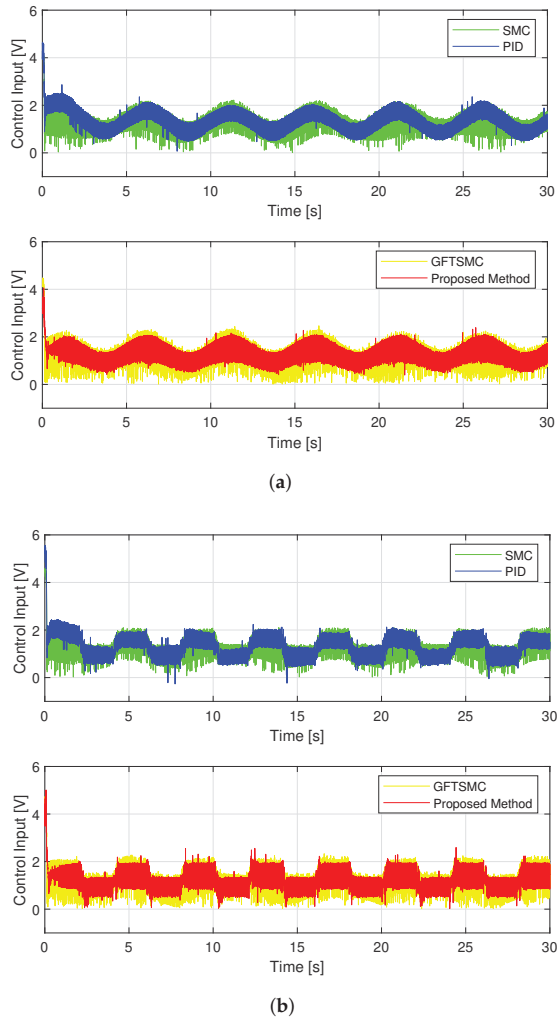 6
4
2
0
Control Input [V]
SMC
PID
0 5 10 15 20 25 30
Time [s]
6
4
2
0
Control Input [V]
GFTSMC
Proposed Method
0 5 10 15 20 25 30
Time [s]
(a)
6
4
2
0
Control Input [V]
SMC
PID
0 5 10 15 20 25 30
Time [s]
6
4
2
0
Control Input [V]
GFTSMC
Proposed Method
0 5 10 15 20 25 30
Time [s]
(b)